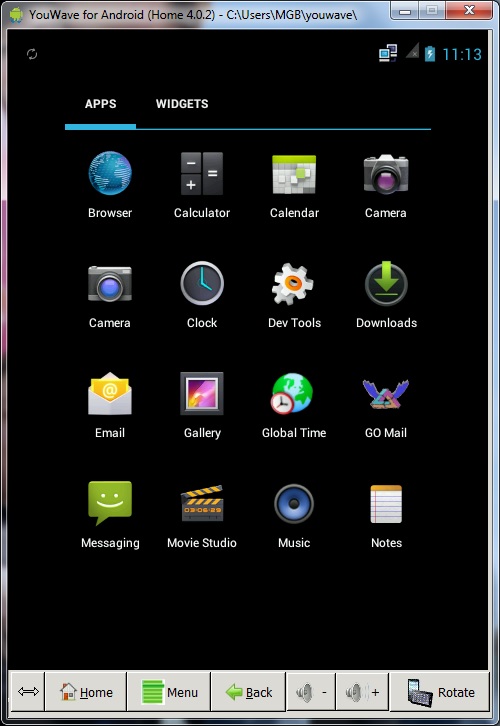 YouWave for Android (Home 4.0.2) - C:\Users\MGB\youwave\
11:13
APPS WIDGETS
Browser Calculator Calendar Camera
Camera Clock Dev Tools Downloads
Email Gallery Global Time GO Mail
Messaging Movie Studio Music Notes
Home Menu Back - + Rotate